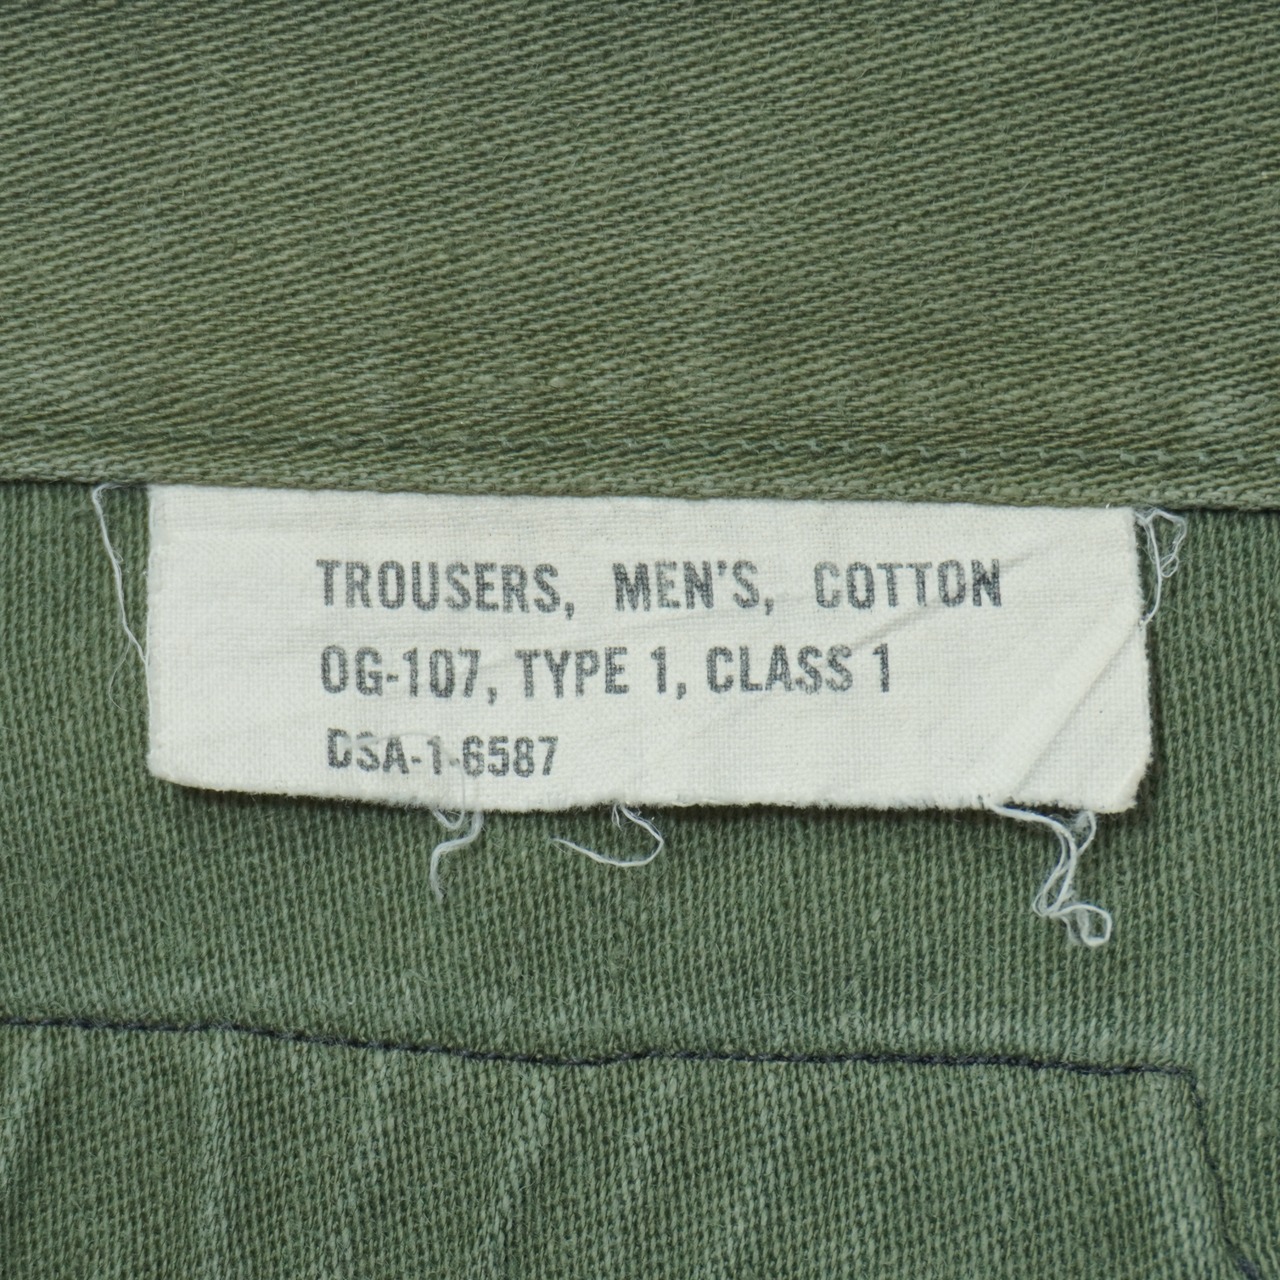 TROUSERS, MEN'S, COTTON
OG-107, TYPE 1, CLASS 1
DSA-1-6587